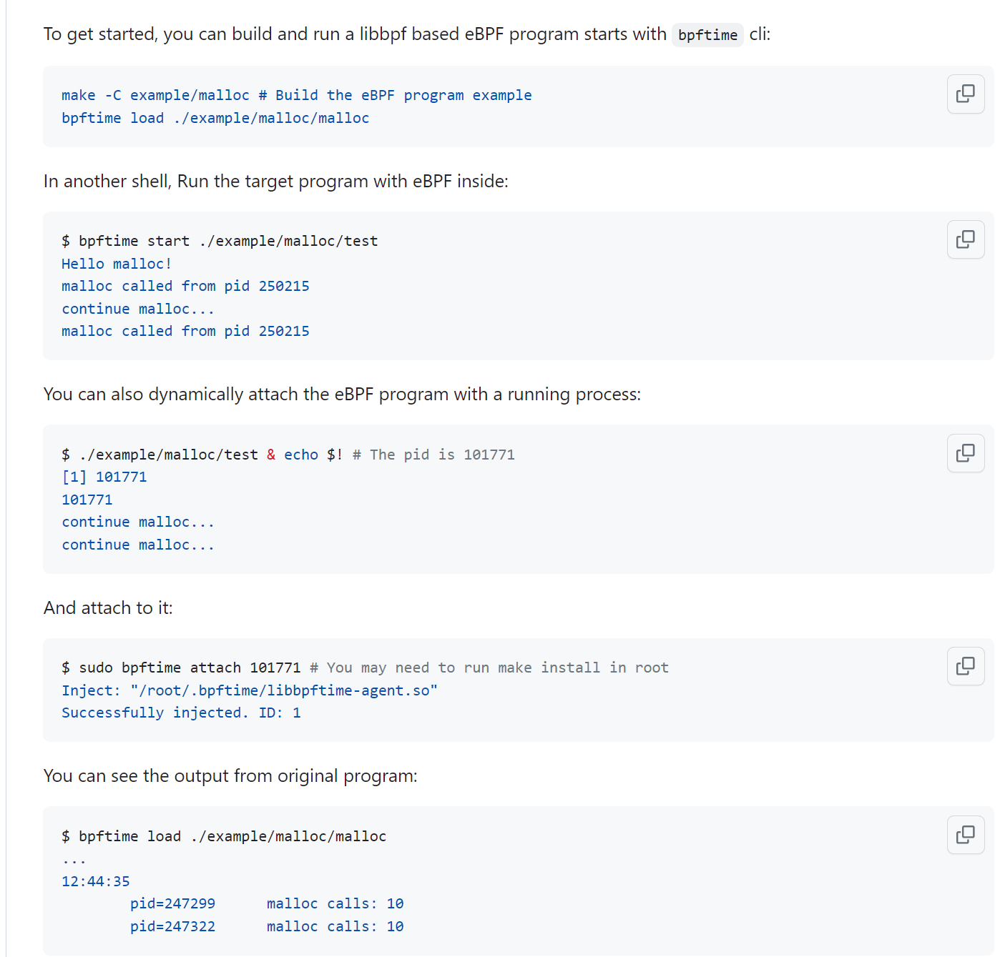 To get started, you can build and run a libbpf based eBPF program starts with bpftime cli:
make -C example/malloc # Build the eBPF program example
bpftime load ./example/malloc/malloc
In another shell, Run the target program with eBPF inside:
$ bpftime start ./example/malloc/test
Hello malloc!
malloc called from pid 250215
continue malloc...
malloc called from pid 250215
You can also dynamically attach the eBPF program with a running process:
$ ./example/malloc/test & echo $! # The pid is 101771
[1] 101771
101771
continue malloc...
continue malloc...
And attach to it:
$ sudo bpftime attach 101771 # You may need to run make install in root
Inject: "/root/.bpftime/libbpftime-agent.so"
Successfully injected. ID: 1
You can see the output from original program:
$ bpftime load ./example/malloc/malloc
...
12:44:35
        pid=247299      malloc calls: 10
        pid=247322      malloc calls: 10